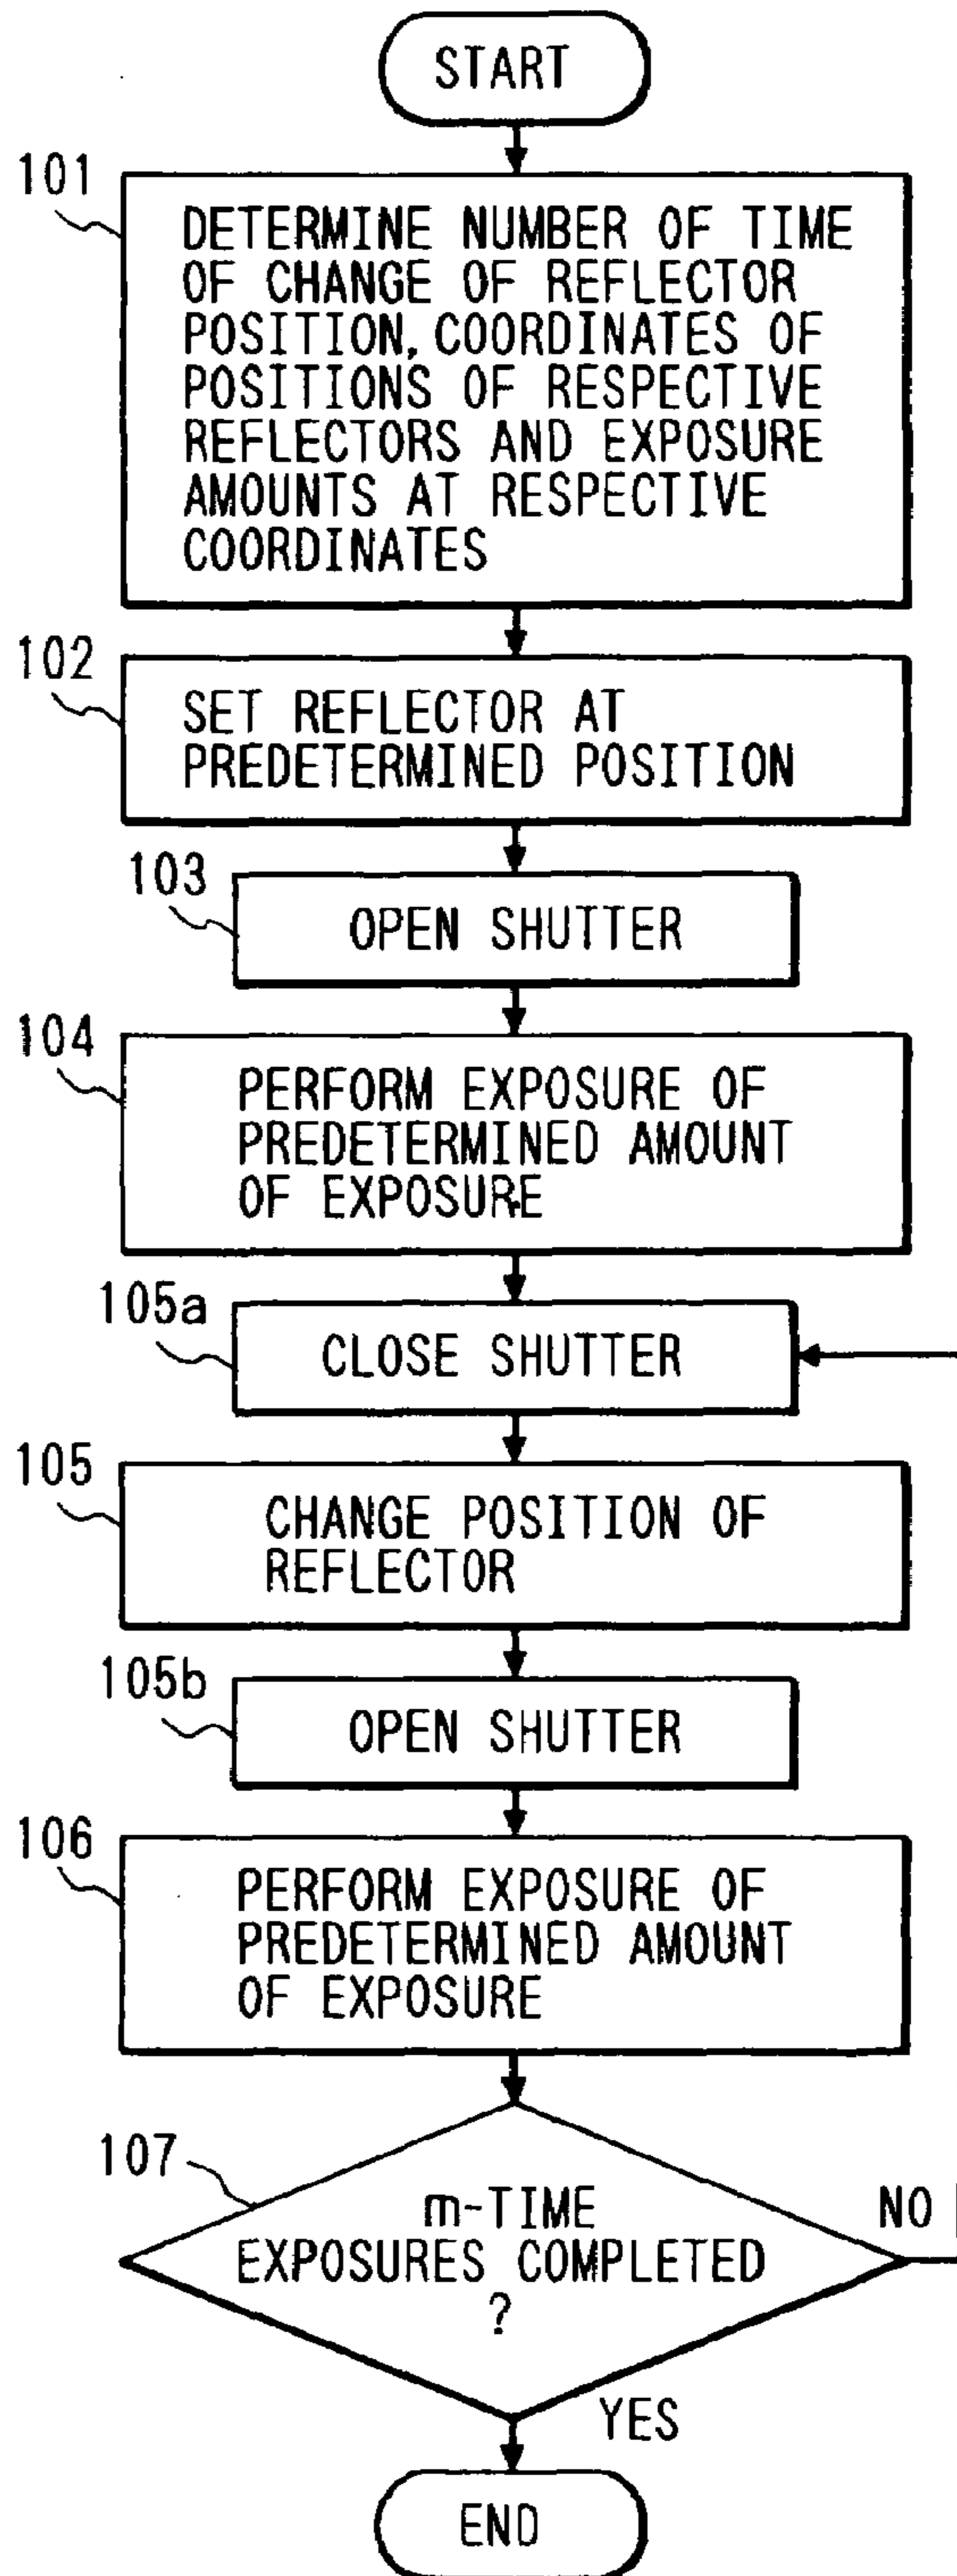 START
101
DETERMINE NUMBER OF TIME
OF CHANGE OF REFLECTOR
POSITION, COORDINATES OF
POSITIONS OF RESPECTIVE
REFLECTORS AND EXPOSURE
AMOUNTS AT RESPECTIVE
COORDINATES
102
SET REFLECTOR AT
PREDETERMINED POSITION
103
OPEN SHUTTER
104
PERFORM EXPOSURE OF
PREDETERMINED AMOUNT
OF EXPOSURE
105a
CLOSE SHUTTER
105
CHANGE POSITION OF
REFLECTOR
105b
OPEN SHUTTER
106
PERFORM EXPOSURE OF
PREDETERMINED AMOUNT
OF EXPOSURE
107
m-TIME
EXPOSURES COMPLETED
?
NO
YES
END